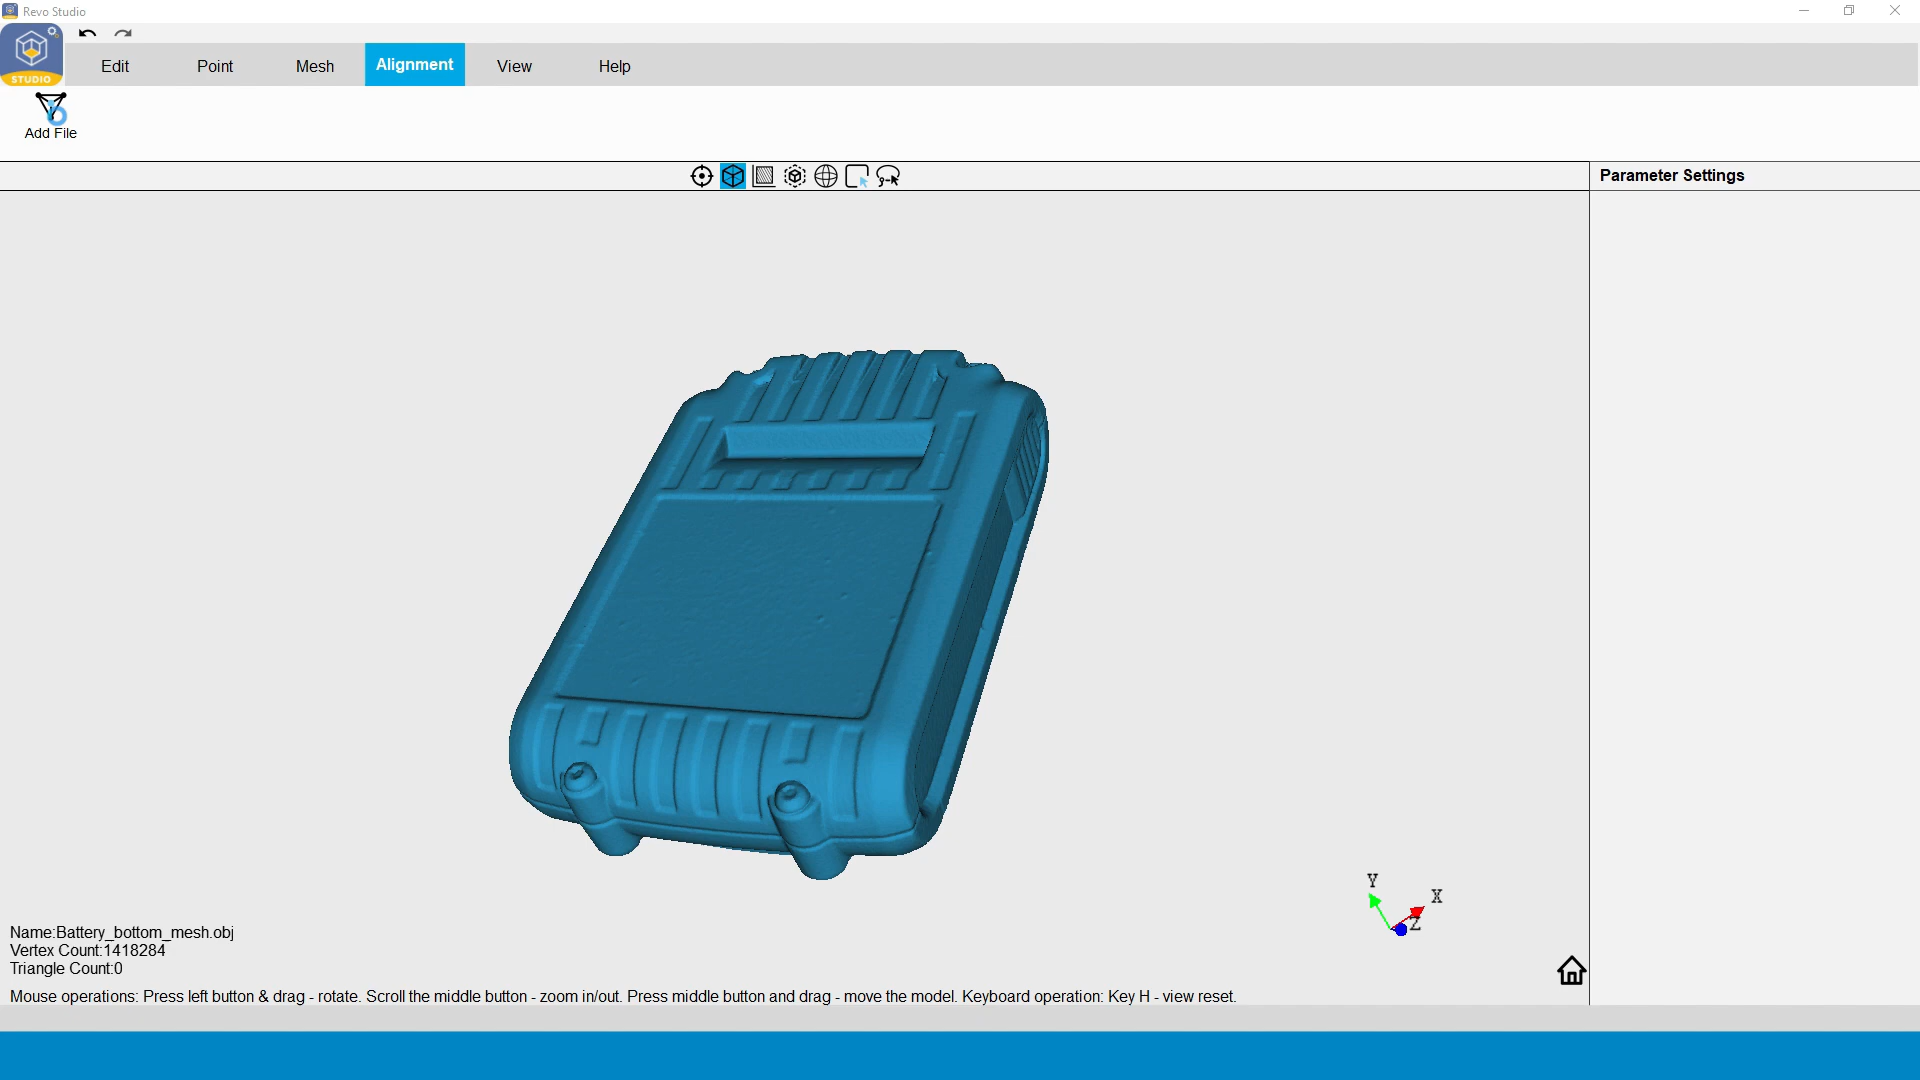 Revo Studio
STUDIO
Edit
Point
Mesh
Alignment
View
Help
Add File
Parameter Settings
Y
X
Z
Name:Battery_bottom_mesh.obj
Vertex Count:1418284
Triangle Count:0
Mouse operations: Press left button & drag - rotate. Scroll the middle button - zoom in/out. Press middle button and drag - move the model. Keyboard operation: Key H - view reset.